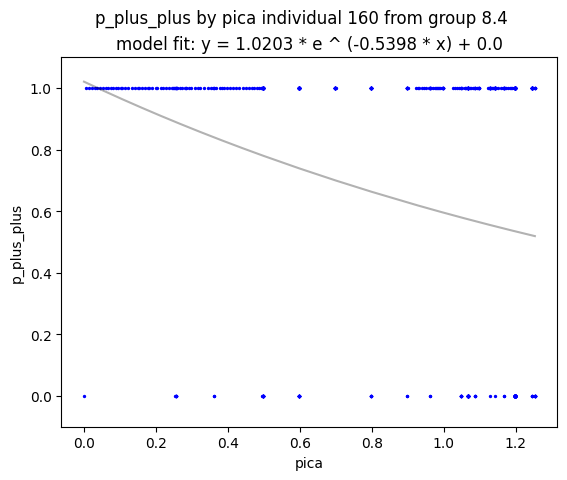 p_plus_plus by pica individual 160 from group 8.4
model fit: y = 1.0203 * e ^ (-0.5398 * x) + 0.0
1.0
0.8
0.6
0.4
0.2
0.0
p_plus_plus
0.0 0.2 0.4 0.6 0.8 1.0 1.2
pica